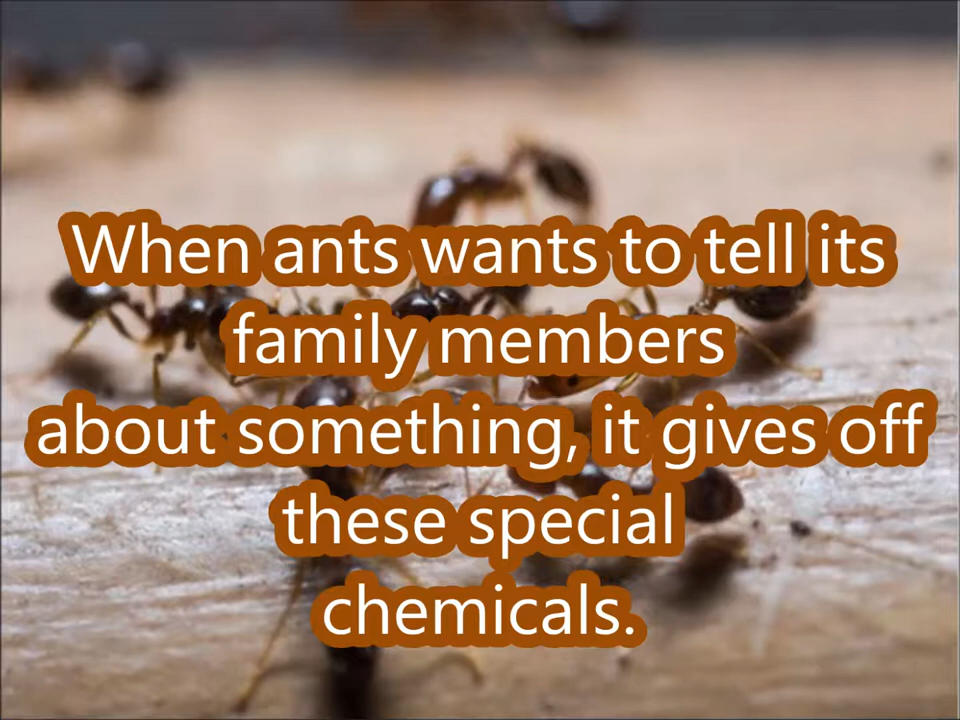 When ants wants to tell its
family members
about something, it gives off
these special
chemicals.